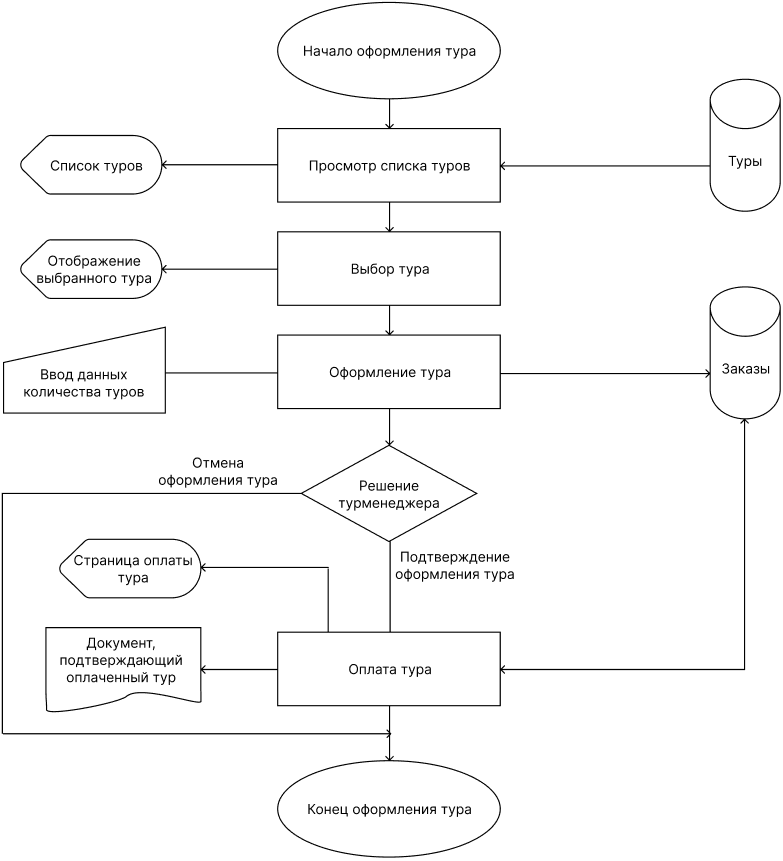 Начало оформления тура
Список туров
Просмотр списка туров
Туры
Отображение
выбранного тура
Выбор тура
Ввод данных
количества туров
Оформление тура
Заказы
Отмена
оформления тура
Решение
турменеджера
Подтверждение
оформления тура
Страница оплаты
тура
Документ,
подтверждающий
оплаченный тур
Оплата тура
Конец оформления тура